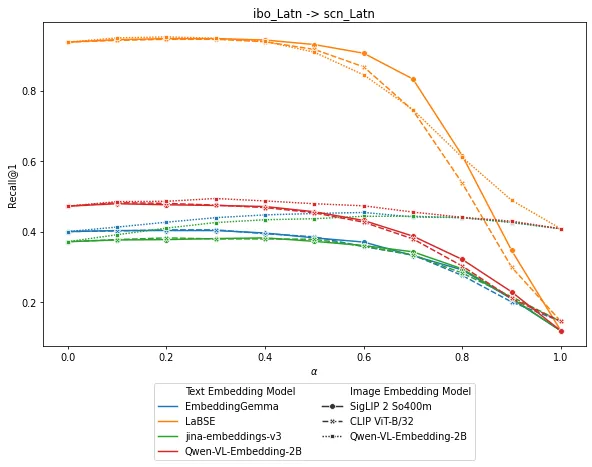 ibo_Latn -> scn_Latn
Recall@1
0.8
0.6
0.4
0.2
0.0 0.2 0.4 0.6 0.8 1.0
α
Text Embedding Model
EmbeddingGemma
LaBSE
jina-embeddings-v3
Qwen-VL-Embedding-2B
Image Embedding Model
SigLIP 2 So400m
CLIP ViT-B/32
Qwen-VL-Embedding-2B